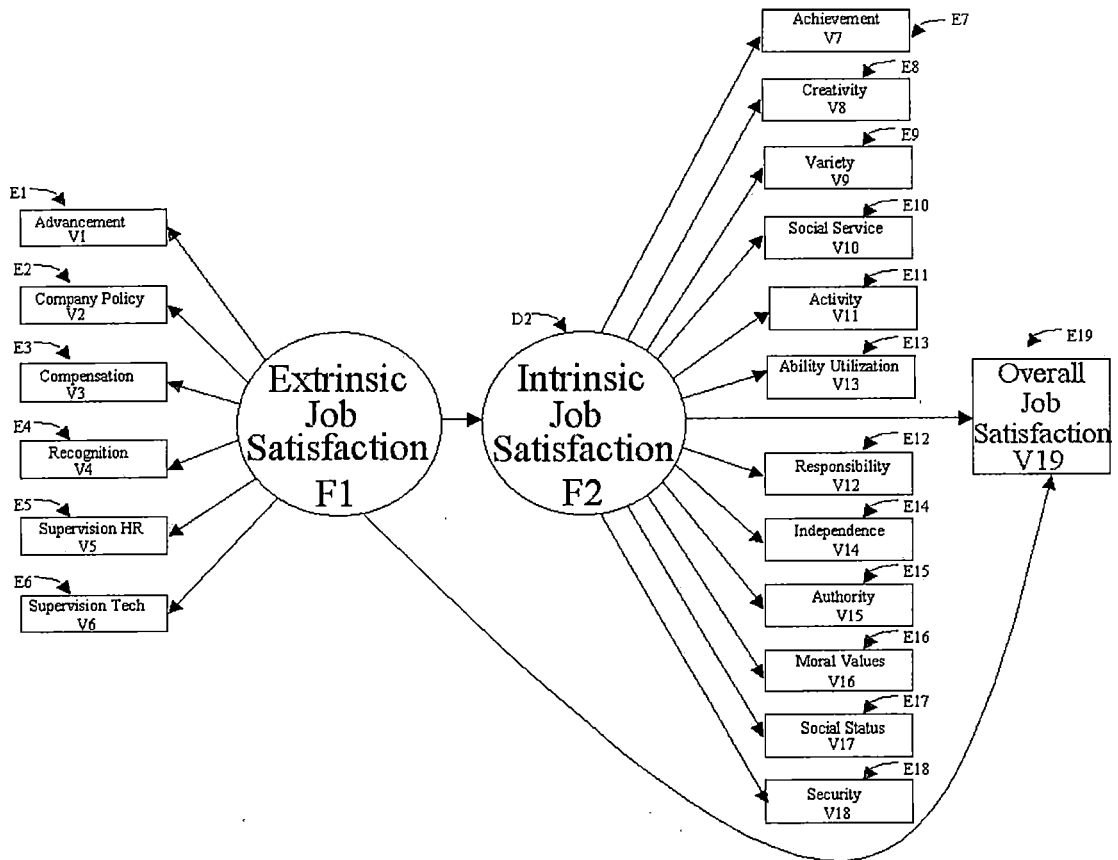 E1
Advancement
V1
E2
Company Policy
V2
E3
Compensation
V3
E4
Recognition
V4
E5
Supervision HR
V5
E6
Supervision Tech
V6
Extrinsic
Job
Satisfaction
F1
D2
Intrinsic
Job
Satisfaction
F2
Achievement
V7
E7
E8
Creativity
V8
E9
Variety
V9
E10
Social Service
V10
E11
Activity
V11
E13
Ability Utilization
V13
E12
Responsibility
V12
E14
Independence
V14
E15
Authority
V15
E16
Moral Values
V16
E17
Social Status
V17
E18
Security
V18
E19
Overall
Job
Satisfaction
V19